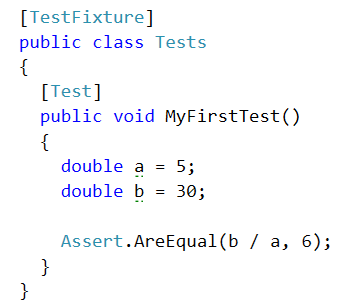 [TestFixture]
public class Tests
{
  [Test]
  public void MyFirstTest()
  {
    double a = 5;
    double b = 30;

    Assert.AreEqual(b / a, 6);
  }
}